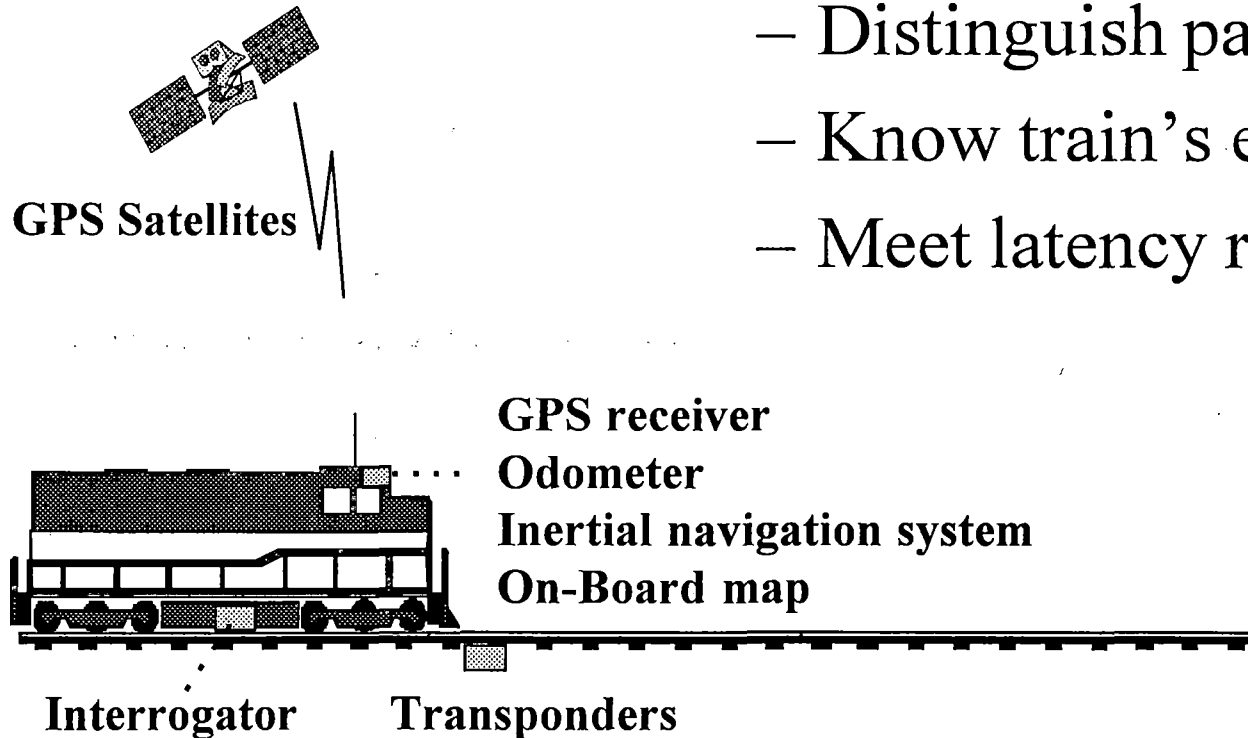 – Distinguish pa
– Know train's e
– Meet latency r
GPS Satellites
GPS receiver
Odometer
Inertial navigation system
On-Board map
Interrogator
Transponders